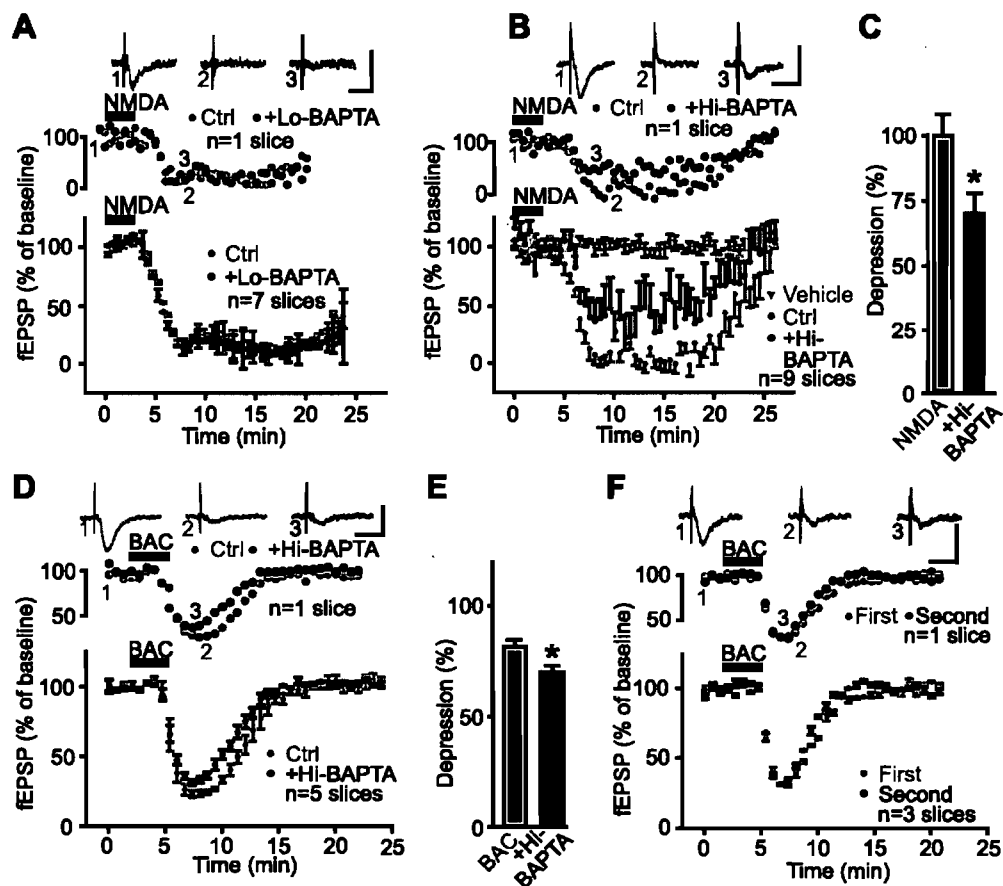 A
1
2
3
NMDA
Ctrl +Lo-BAPTA
n=1 slice
100
50
0
1
3
2
NMDA
fEPSP (% of baseline)
100
50
0
Ctrl
+Lo-BAPTA
n=7 slices
0 5 10 15 20 25
Time (min)
B
1
2
3
NMDA
Ctrl +Hi-BAPTA
n=1 slice
100
50
0
1
3
2
NMDA
fEPSP (% of baseline)
100
50
0
Vehicle
Ctrl
+Hi-
BAPTA
n=9 slices
0 5 10 15 20 25
Time (min)
C
Depression (%)
100
75
50
25
0
*
NMDA
+Hi-
BAPTA
D
1
2
3
BAC
Ctrl +Hi-BAPTA
n=1 slice
100
50
1
3
2
BAC
fEPSP (% of baseline)
100
50
0
Ctrl
+Hi-BAPTA
n=5 slices
0 5 10 15 20 25
Time (min)
E
Depression (%)
100
50
0
*
BAC
+Hi-
BAPTA
F
1
2
3
BAC
First Second
n=1 slice
100
50
1
3
2
BAC
fEPSP (% of baseline)
100
50
0
First
Second
n=3 slices
0 5 10 15 20 25
Time (min)